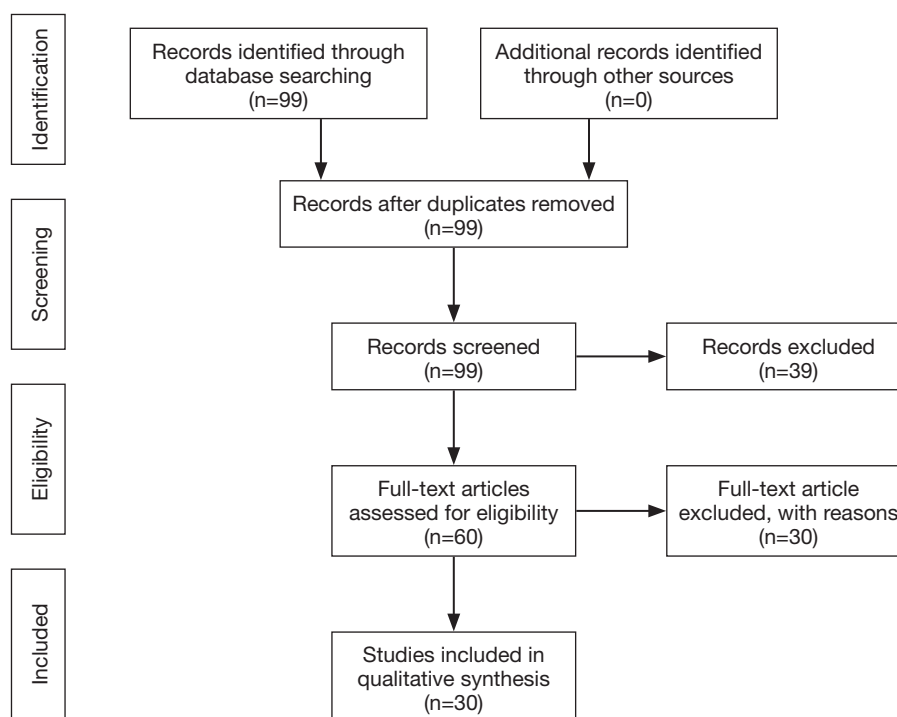 Identification
Records identified through
database searching
(n=99)
Additional records identified
through other sources
(n=0)
Screening
Records after duplicates removed
(n=99)
Records screened
(n=99)
Records excluded
(n=39)
Eligibility
Full-text articles
assessed for eligibility
(n=60)
Full-text article
excluded, with reasons
(n=30)
Included
Studies included in
qualitative synthesis
(n=30)